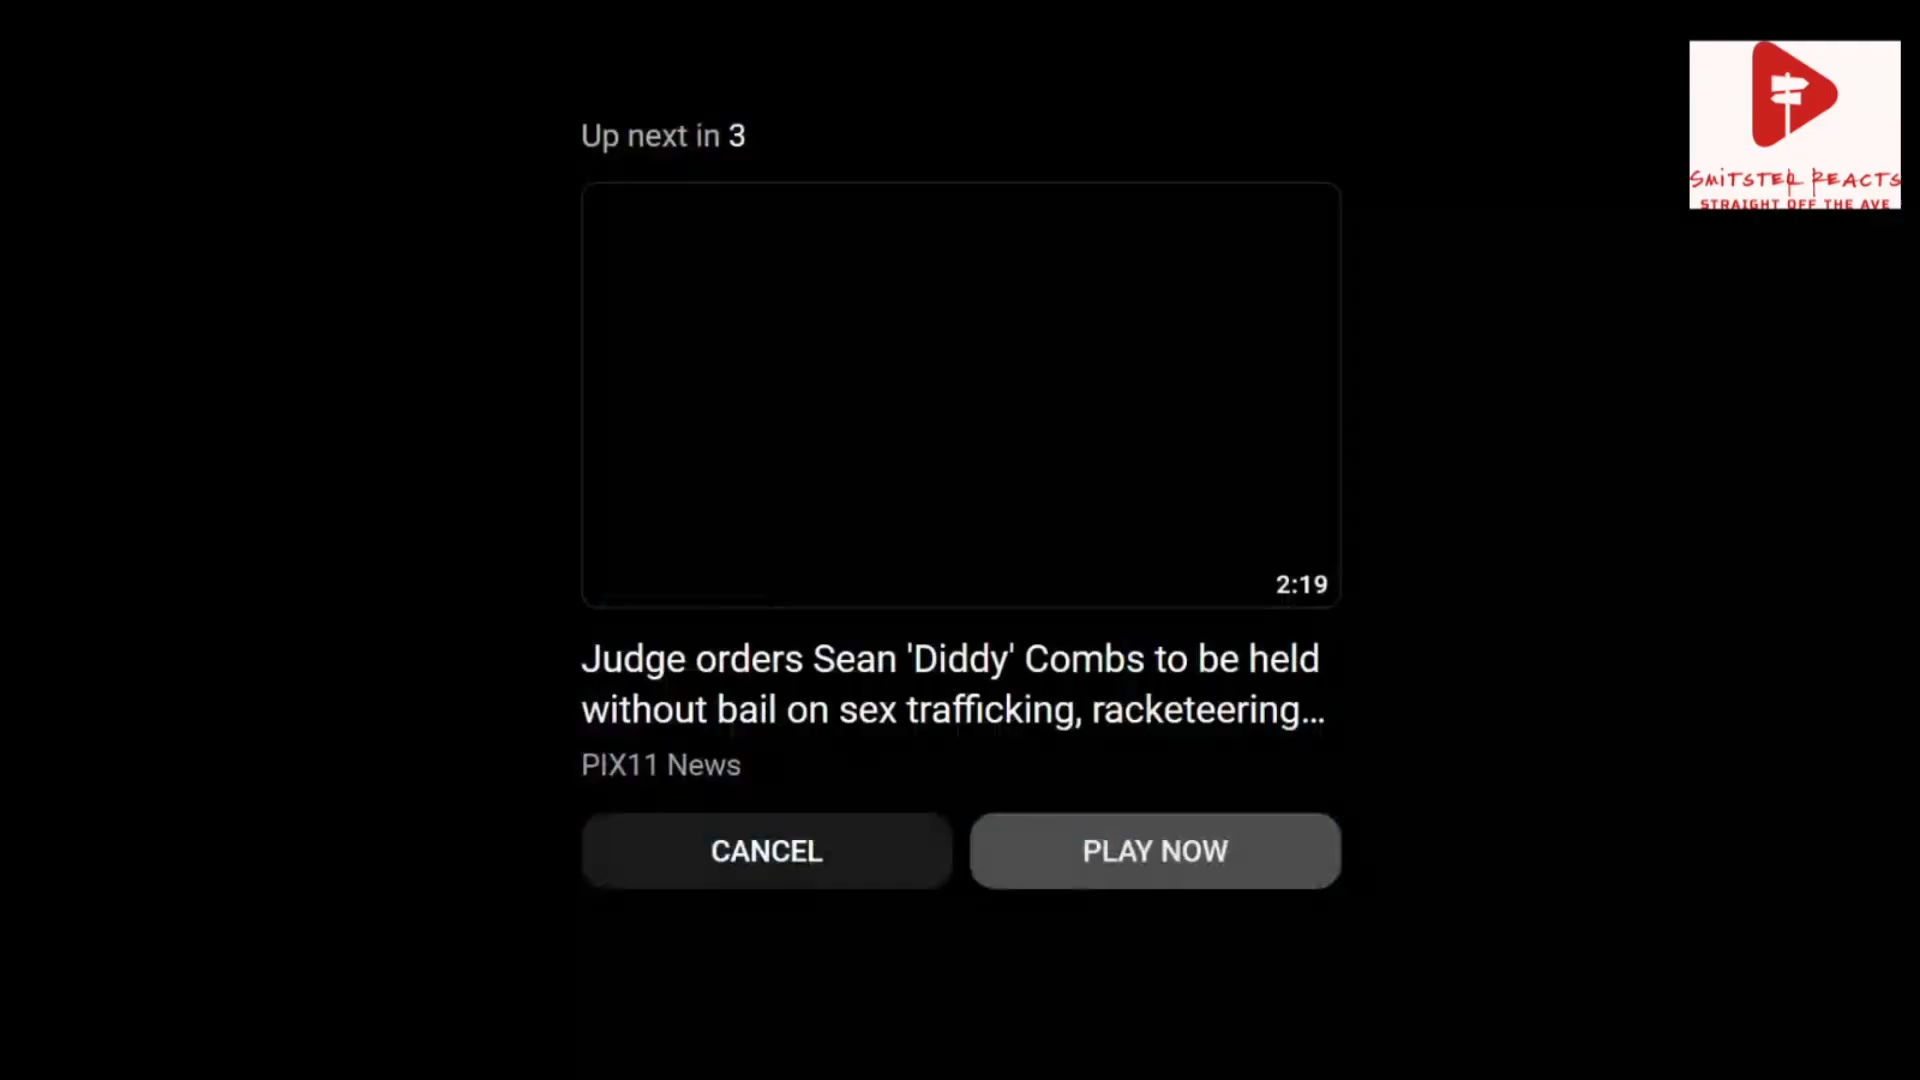 Up next in 3
SMITSTER REACTS
STRAIGHT OFF THE AVE
2:19
Judge orders Sean 'Diddy' Combs to be held
without bail on sex trafficking, racketeering...
PIX11 News
CANCEL
PLAY NOW